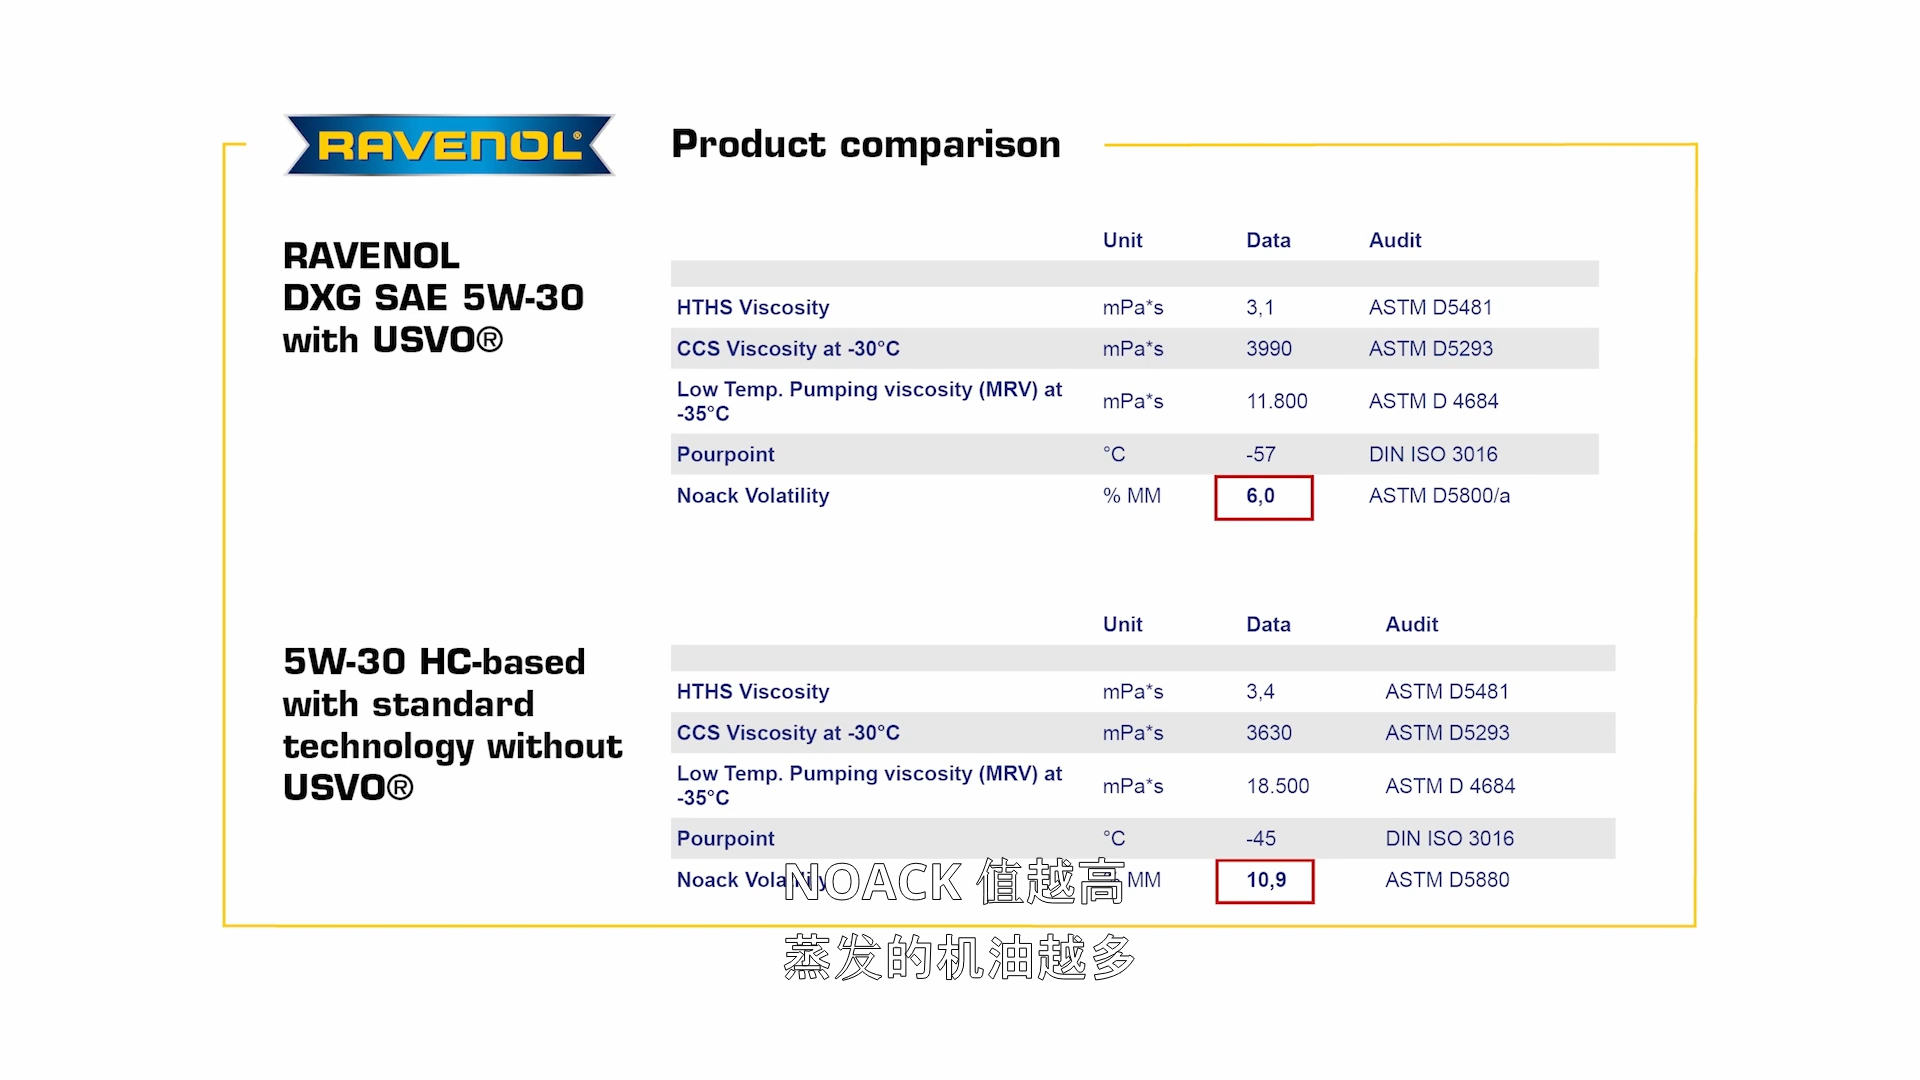 RAVENOL®
Product comparison
RAVENOL
DXG SAE 5W-30
with USVO®
Unit Data Audit
HTHS Viscosity mPa*s 3,1 ASTM D5481
CCS Viscosity at -30°C mPa*s 3990 ASTM D5293
Low Temp. Pumping viscosity (MRV) at
-35°C mPa*s 11.800 ASTM D 4684
Pourpoint °C -57 DIN ISO 3016
Noack Volatility % MM 6,0 ASTM D5800/a
5W-30 HC-based
with standard
technology without
USVO®
Unit Data Audit
HTHS Viscosity mPa*s 3,4 ASTM D5481
CCS Viscosity at -30°C mPa*s 3630 ASTM D5293
Low Temp. Pumping viscosity (MRV) at
-35°C mPa*s 18.500 ASTM D 4684
Pourpoint °C -45 DIN ISO 3016
Noack Volatility MM 10,9 ASTM D5880
NOACK 值越高
蒸发的机油越多